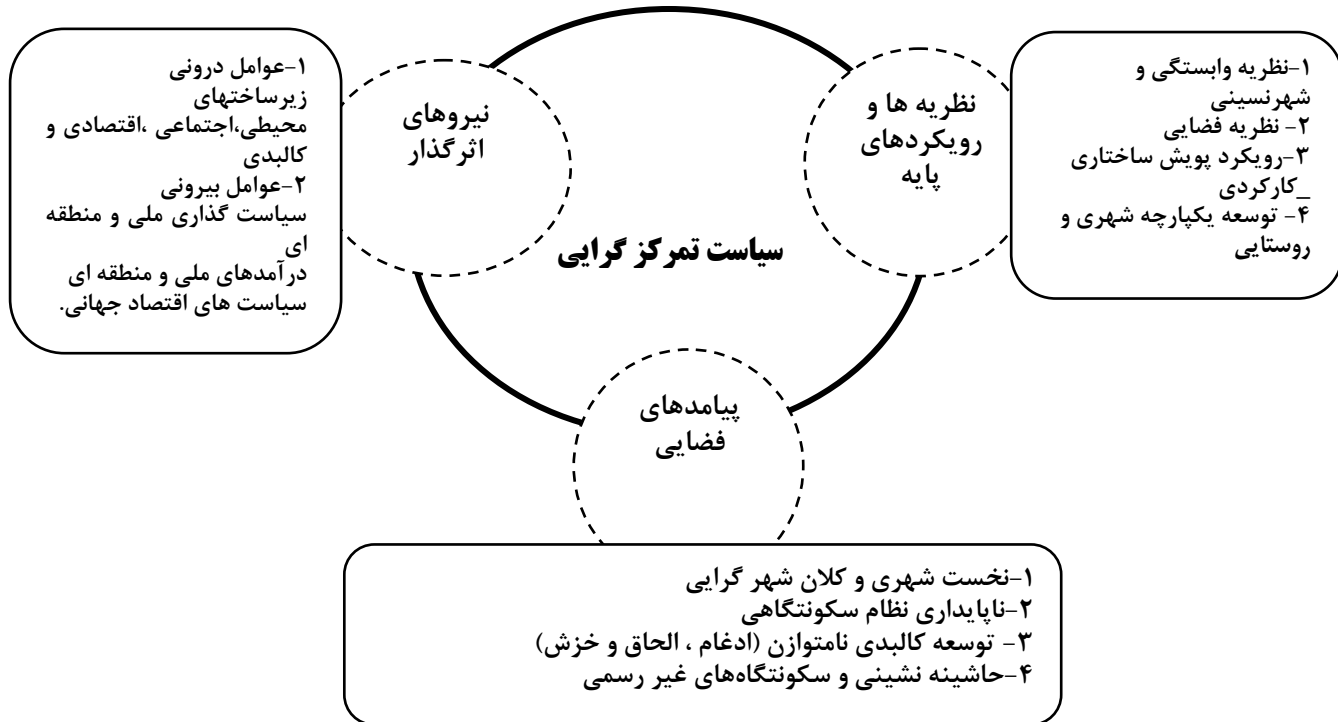 نظریه ها و
رویکردهای
پایه
۱-نظریه وابستگی و
شهرنسینی
۲- نظریه فضایی
۳-رویکرد پویش ساختاری
_کارکردی
۴- توسعه یکپارچه شهری و
روستایی
نیروهای
اثرگذار
۱-عوامل درونی
زیرساختهای
محیطی،اجتماعی ،اقتصادی و
کالبدی
۲-عوامل بیرونی
سیاست گذاری ملی و منطقه
ای
درآمدهای ملی و منطقه ای
سیاست های اقتصاد جهانی.
سیاست تمرکز گرایی
پیامدهای
فضایی
۱-نخست شهری و کلان شهر گرایی
۲-ناپایداری نظام سکونتگاهی
۳- توسعه کالبدی نامتوازن (ادغام ، الحاق و خزش)
۴-حاشینه نشینی و سکونتگاه‌های غیر رسمی